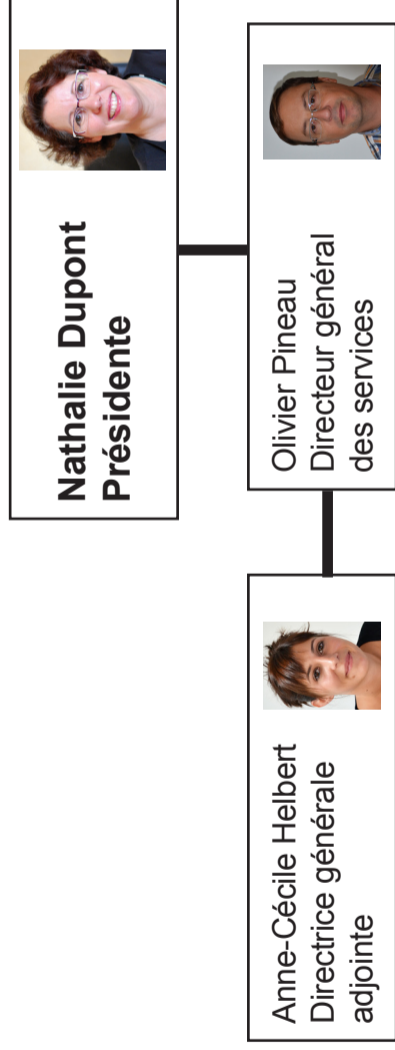 Nathalie Dupont
Présidente
Olivier Pineau
Directeur général
des services
Anne-Cécile Helbert
Directrice générale
adjointe